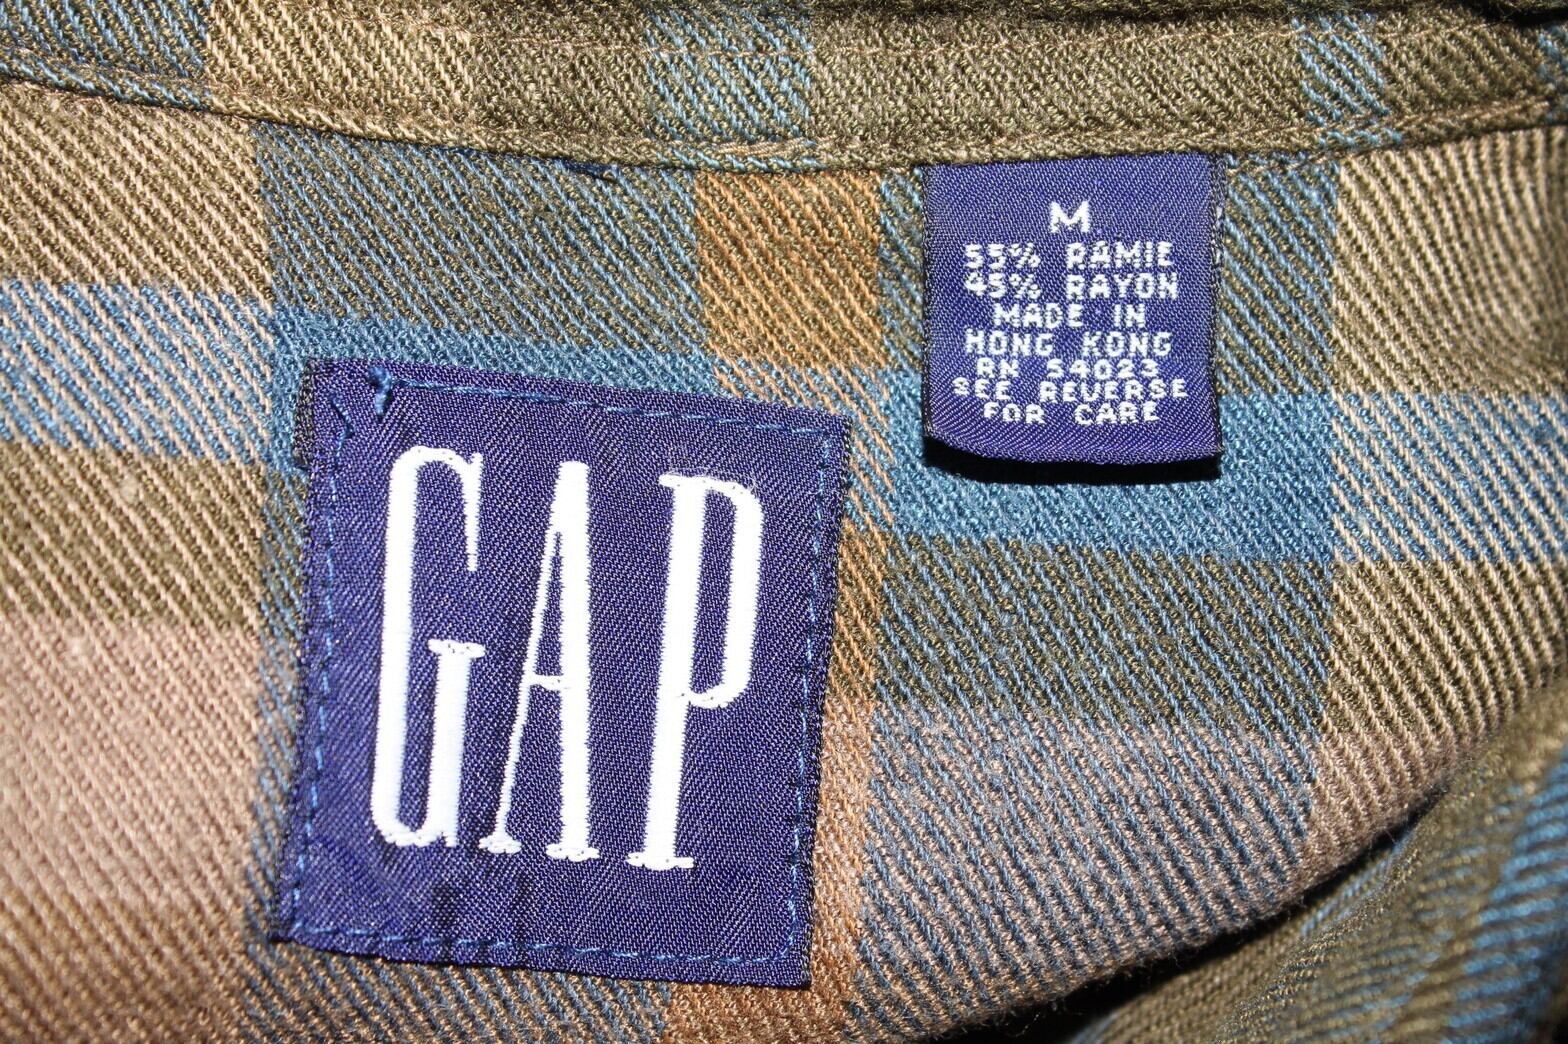 GAP
M
55% RAMIE
45% RAYON
MADE IN
HONG KONG
RN 54023
SEE REVERSE
FOR CARE